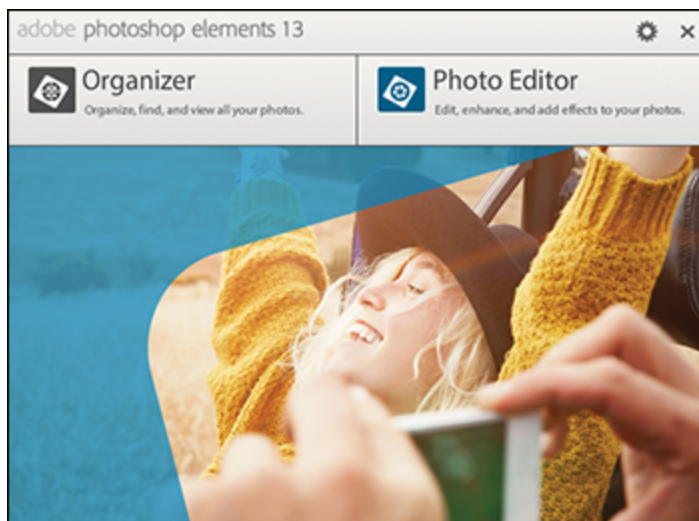 adobe photoshop elements 13
Organizer
Organize, find, and view all your photos.
Photo Editor
Edit, enhance, and add effects to your photos.